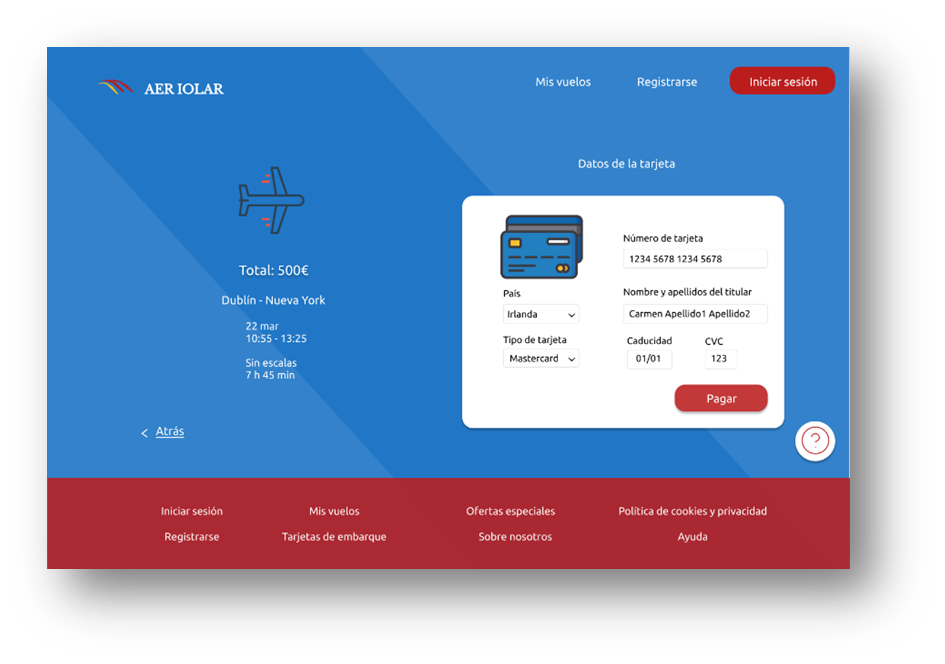 AER IOLAR
Mis vuelos
Registrarse
Iniciar sesión
Total: 500€
Dublín - Nueva York
22 mar
10:55 - 13:25
Sin escalas
7 h 45 min
< Atrás
Datos de la tarjeta
Número de tarjeta
1234 5678 1234 5678
País
Irlanda
Nombre y apellidos del titular
Carmen Apellido1 Apellido2
Tipo de tarjeta
Mastercard
Caducidad
01/01
CVC
123
Pagar
?
Iniciar sesión
Mis vuelos
Ofertas especiales
Política de cookies y privacidad
Registrarse
Tarjetas de embarque
Sobre nosotros
Ayuda